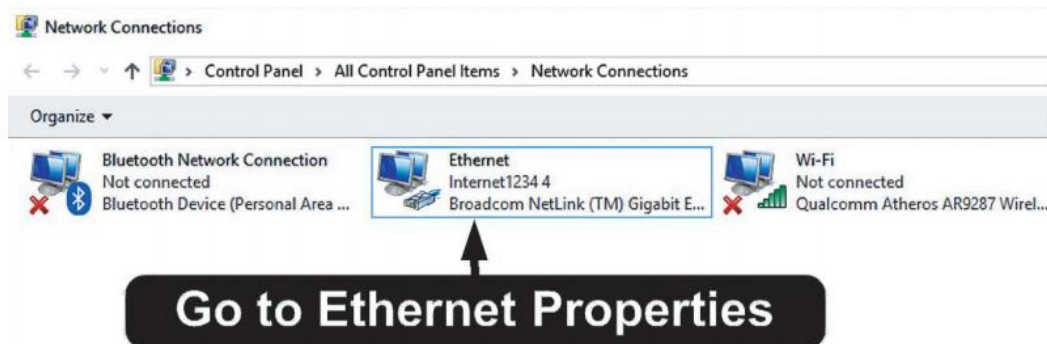 Network Connections
Control Panel > All Control Panel Items > Network Connections
Organize
Bluetooth Network Connection
Not connected
Bluetooth Device (Personal Area ...
Ethernet
Internet1234 4
Broadcom NetLink (TM) Gigabit E...
Wi-Fi
Not connected
Qualcomm Atheros AR9287 Wirel...
Go to Ethernet Properties